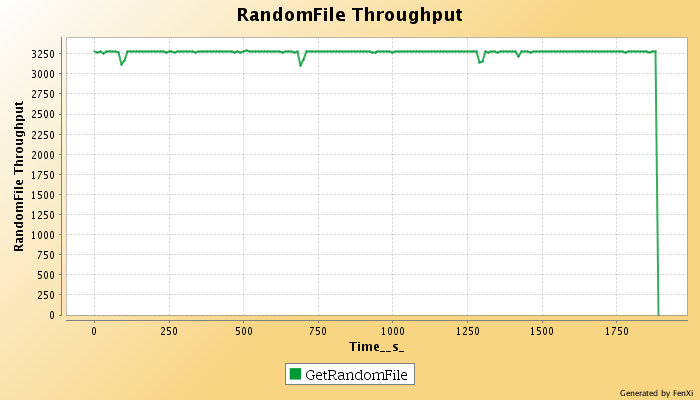 RandomFile Throughput
RandomFile Throughput
3250
3000
2750
2500
2250
2000
1750
1500
1250
1000
750
500
250
0
0 250 500 750 1000 1250 1500 1750
Time__s_
GetRandomFile
Generated by FenXi